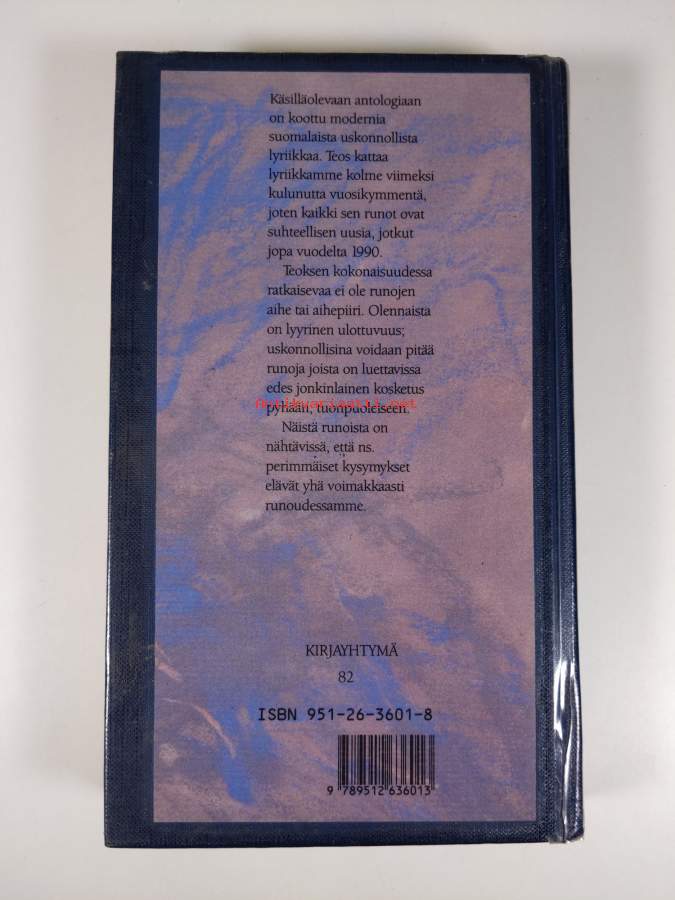 Käsilläolevaan antologiaan
on koottu modernia
suomalaista uskonnollista
lyriikkaa. Teos kattaa
lyriikkamme kolme viimeksi
kulunutta vuosikymmentä,
joten kaikki sen runot ovat
suhteellisen uusia, jotkut
jopa vuodelta 1990.
Teoksen kokonaisuudessa
ratkaisevaa ei ole runojen
aihe tai aihepiiri. Olennaista
on lyyrinen ulottuvuus;
uskonnollisina voidaan pitää
runoja joista on luettavissa
edes jonkinlainen kosketus
antikvariaatti.net
pyhään, tuonpuoleiseen.
Näistä runoista on
nähtävissä, että ns.
perimmäiset kysymykset
elävät yhä voimakkaasti
runoudessamme.
KIRJAYHTYMÄ
82
ISBN 951-26-3601-8
9 789512 636013